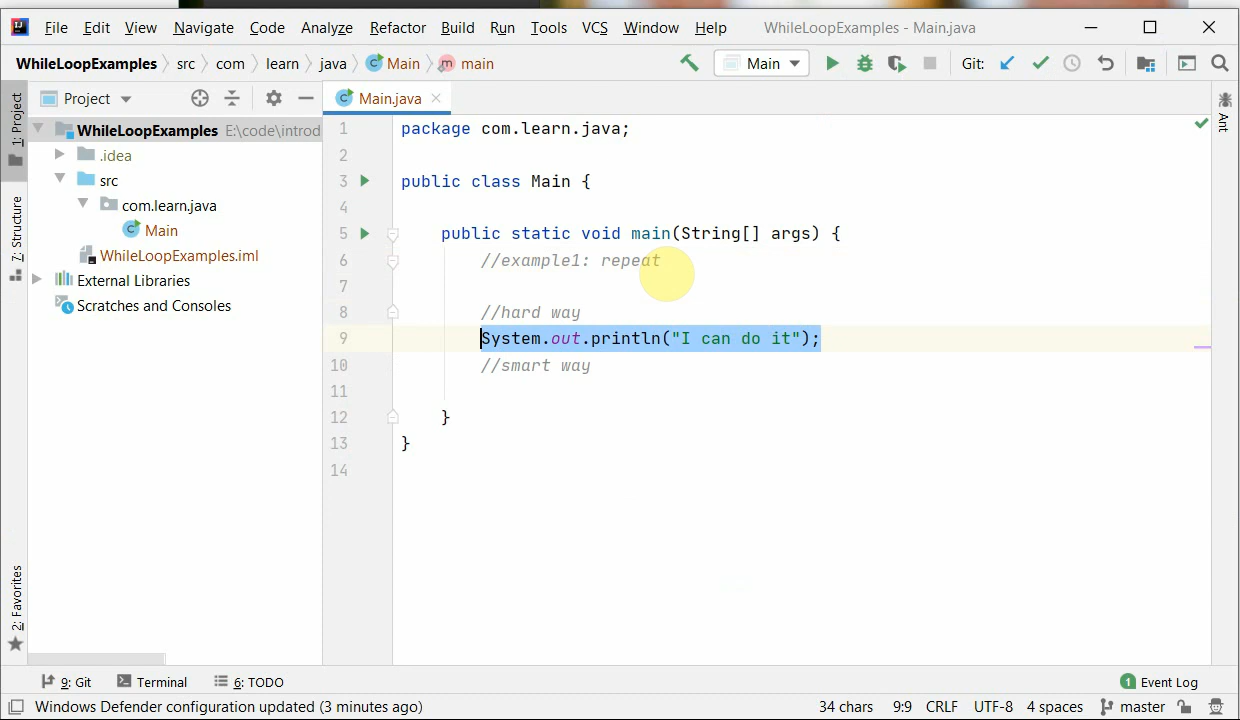 File Edit View Navigate Code Analyze Refactor Build Run Tools VCS Window Help WhileLoopExamples - Main.java
WhileLoopExamples src com learn java Main main Main Git:
1: Project
Project
Main.java
Ant
WhileLoopExamples E:\code\introd
.idea
src
com.learn.java
Main
WhileLoopExamples.iml
External Libraries
Scratches and Consoles
7: Structure
2: Favorites
1 package com.learn.java;
2
3 public class Main {
4
5 public static void main(String[] args) {
6 //example1: repeat
7
8 //hard way
9 System.out.println("I can do it");
10 //smart way
11
12 }
13 }
14
9: Git Terminal 6: TODO 1 Event Log
Windows Defender configuration updated (3 minutes ago) 34 chars 9:9 CRLF UTF-8 4 spaces master